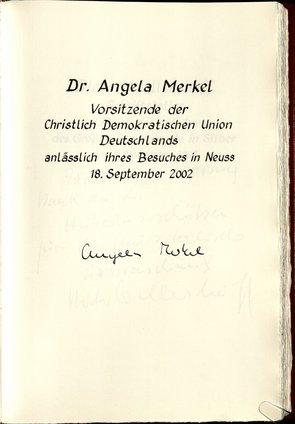 Dr. Angela Merkel
Vorsitzende der
Christlich Demokratischen Union
Deutschlands
anlässlich ihres Besuches in Neuss
18. September 2002
Angela Merkel